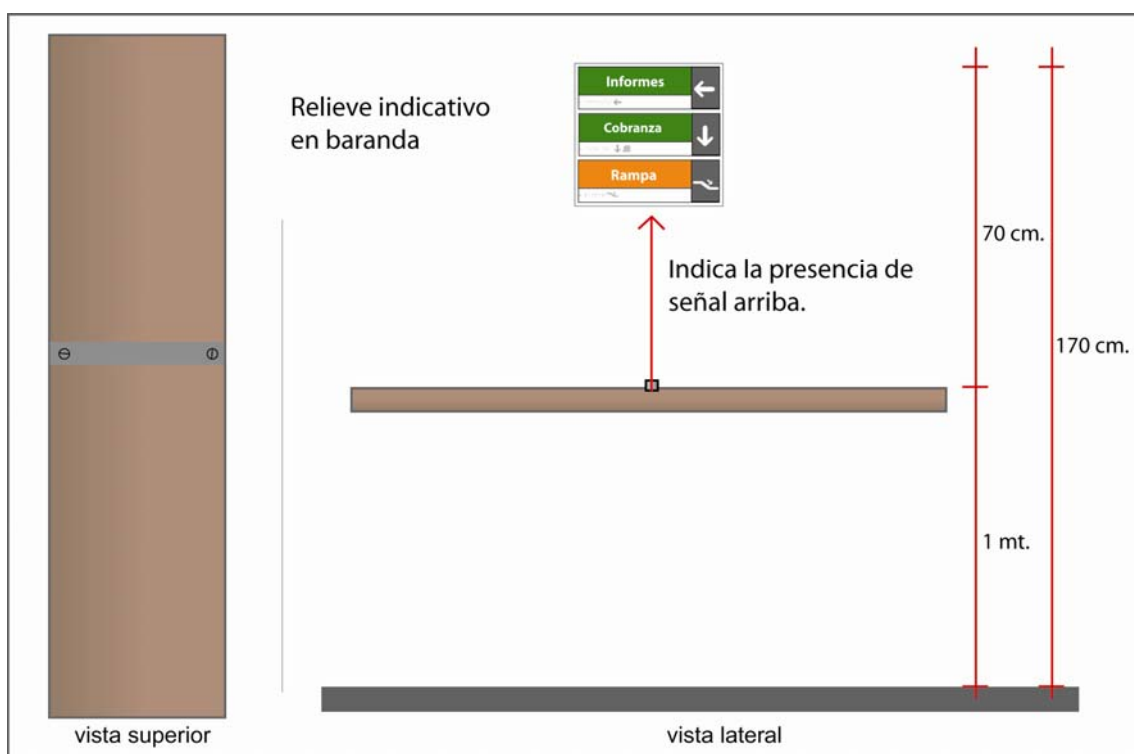 Relieve indicativo
en baranda
Informes
Cobranza
Rampa
Indica la presencia de
señal arriba.
70 cm.
170 cm.
1 mt.
vista superior
vista lateral